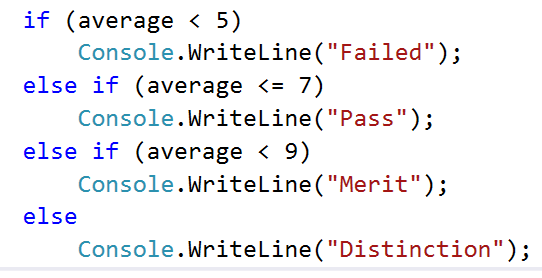 if (average < 5)
    Console.WriteLine("Failed");
else if (average <= 7)
    Console.WriteLine("Pass");
else if (average < 9)
    Console.WriteLine("Merit");
else
    Console.WriteLine("Distinction");